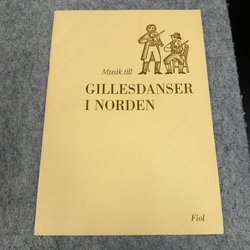 Musik till
GILLESDANSER
I NORDEN
Fiol